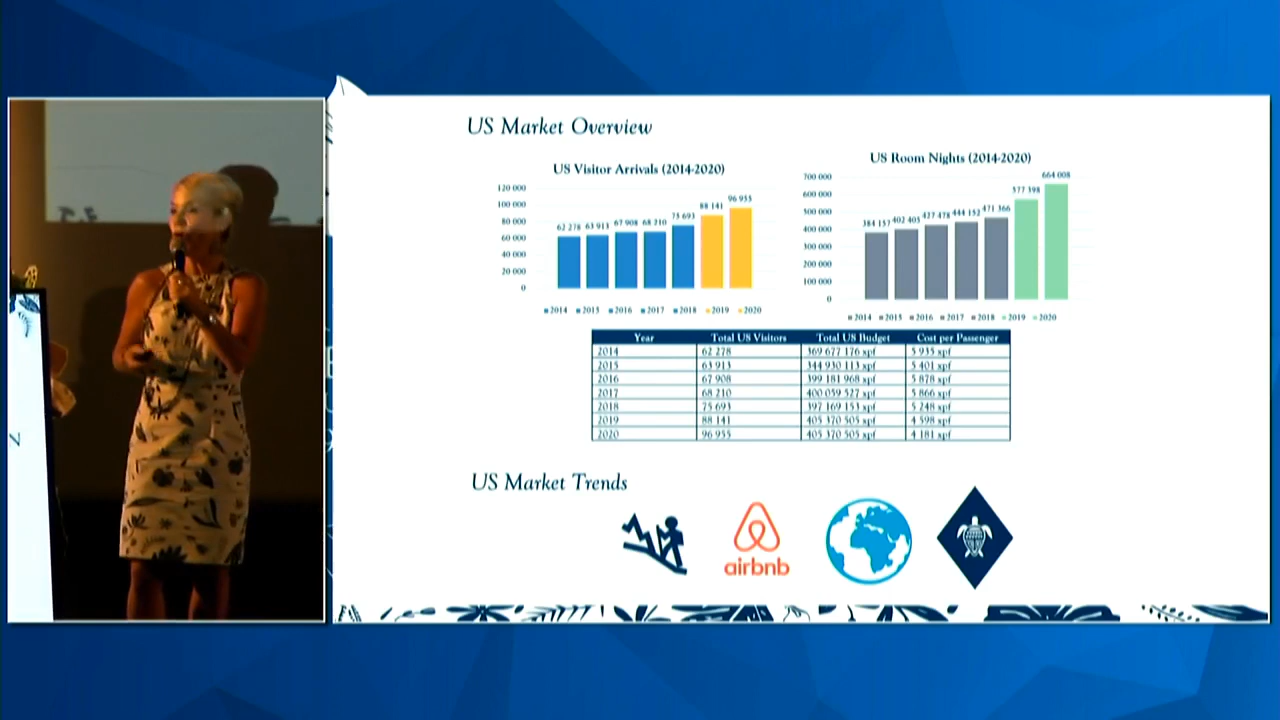 US Market Overview
US Visitor Arrivals (2014-2020)
120 000
100 000
80 000
60 000
40 000
20 000
0
62 278 63 913 67 908 68 210 75 693 88 141 96 955
2014 2015 2016 2017 2018 2019 2020
US Room Nights (2014-2020)
700 000
600 000
500 000
400 000
300 000
200 000
100 000
0
384 157 402 405 427 478 444 152 471 366 577 398 664 008
2014 2015 2016 2017 2018 2019 2020
Year Total US Visitors Total US Budget Cost per Passenger
2014 62 278 369 677 176 xpf 5 935 xpf
2015 63 913 344 930 113 xpf 5 401 xpf
2016 67 908 399 181 968 xpf 5 878 xpf
2017 68 210 400 059 527 xpf 5 866 xpf
2018 75 693 397 169 153 xpf 5 248 xpf
2019 88 141 405 370 505 xpf 4 598 xpf
2020 96 955 405 370 505 xpf 4 181 xpf
US Market Trends
airbnb